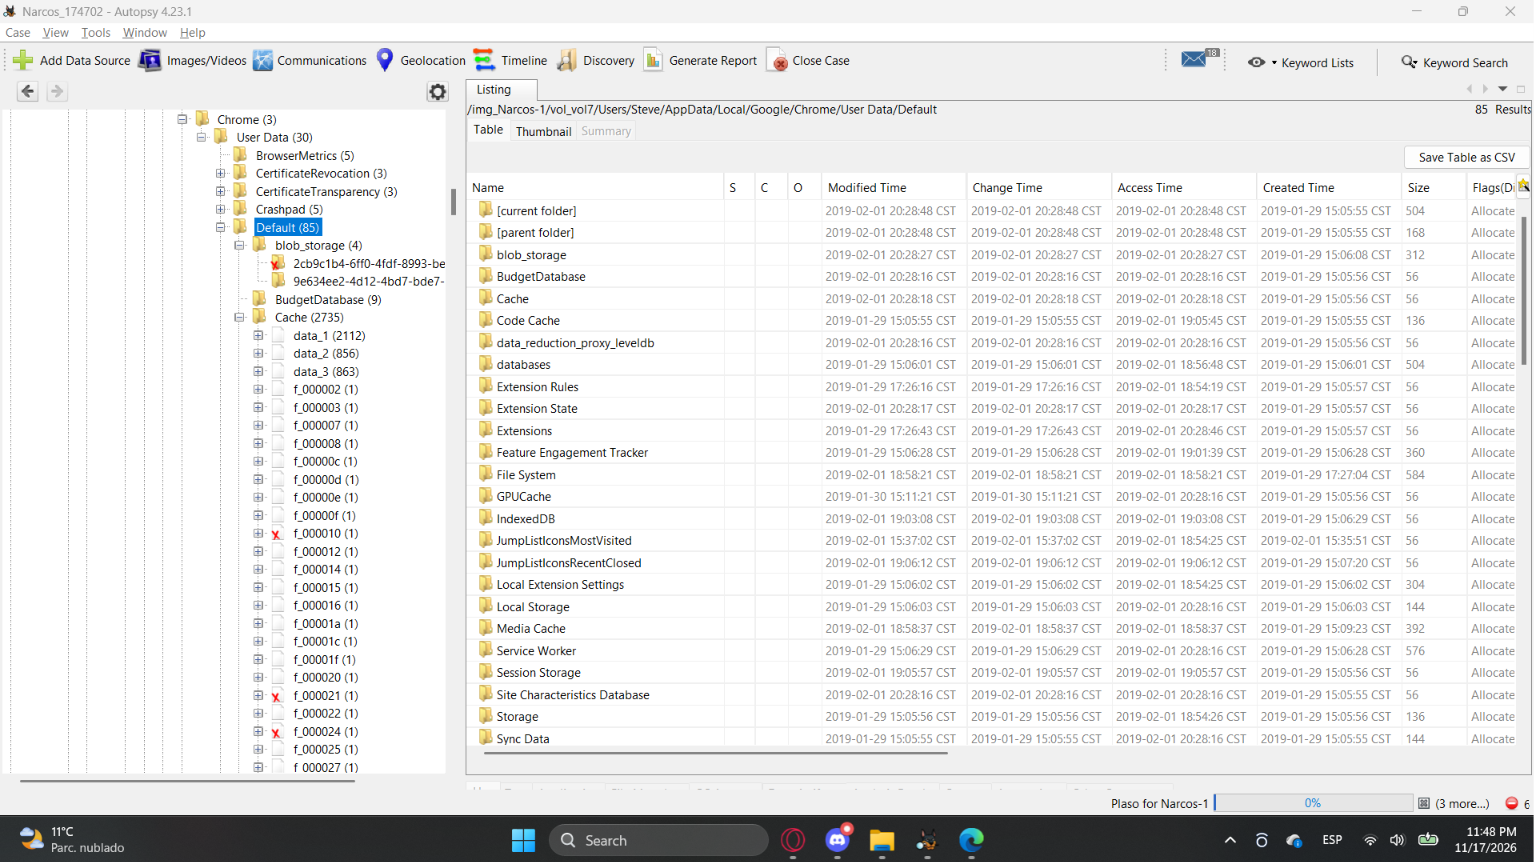 Narcos_174702 - Autopsy 4.23.1
Case View Tools Window Help
Add Data Source Images/Videos Communications Geolocation Timeline Discovery Generate Report Close Case 18 Keyword Lists Keyword Search
Chrome (3)
User Data (30)
BrowserMetrics (5)
CertificateRevocation (3)
CertificateTransparency (3)
Crashpad (5)
Default (85)
blob_storage (4)
2cb9c1b4-6ff0-4fdf-8993-be
9e634ee2-4d12-4bd7-bde7-
BudgetDatabase (9)
Cache (2735)
data_1 (2112)
data_2 (856)
data_3 (863)
f_000002 (1)
f_000003 (1)
f_000007 (1)
f_000008 (1)
f_00000c (1)
f_00000d (1)
f_00000e (1)
f_00000f (1)
f_000010 (1)
f_000012 (1)
f_000014 (1)
f_000015 (1)
f_000016 (1)
f_00001a (1)
f_00001c (1)
f_00001f (1)
f_000020 (1)
f_000021 (1)
f_000022 (1)
f_000024 (1)
f_000025 (1)
f_000027 (1)
Listing
/img_Narcos-1/vol_vol7/Users/Steve/AppData/Local/Google/Chrome/User Data/Default 85 Results
Table Thumbnail Summary
Save Table as CSV
Name S C O Modified Time Change Time Access Time Created Time Size Flags(Di
[current folder] 2019-02-01 20:28:48 CST 2019-02-01 20:28:48 CST 2019-02-01 20:28:48 CST 2019-01-29 15:05:55 CST 504 Allocate
[parent folder] 2019-02-01 20:28:48 CST 2019-02-01 20:28:48 CST 2019-02-01 20:28:48 CST 2019-01-29 15:05:55 CST 168 Allocate
blob_storage 2019-02-01 20:28:27 CST 2019-02-01 20:28:27 CST 2019-02-01 20:28:27 CST 2019-01-29 15:06:08 CST 312 Allocate
BudgetDatabase 2019-02-01 20:28:16 CST 2019-02-01 20:28:16 CST 2019-02-01 20:28:16 CST 2019-01-29 15:05:56 CST 56 Allocate
Cache 2019-02-01 20:28:18 CST 2019-02-01 20:28:18 CST 2019-02-01 20:28:18 CST 2019-01-29 15:05:56 CST 56 Allocate
Code Cache 2019-01-29 15:05:55 CST 2019-01-29 15:05:55 CST 2019-02-01 19:05:45 CST 2019-01-29 15:05:55 CST 136 Allocate
data_reduction_proxy_leveldb 2019-02-01 20:28:16 CST 2019-02-01 20:28:16 CST 2019-02-01 20:28:16 CST 2019-01-29 15:05:56 CST 56 Allocate
databases 2019-01-29 15:06:01 CST 2019-01-29 15:06:01 CST 2019-02-01 18:56:48 CST 2019-01-29 15:06:01 CST 504 Allocate
Extension Rules 2019-01-29 17:26:16 CST 2019-01-29 17:26:16 CST 2019-02-01 18:54:19 CST 2019-01-29 15:05:57 CST 56 Allocate
Extension State 2019-02-01 20:28:17 CST 2019-02-01 20:28:17 CST 2019-02-01 20:28:17 CST 2019-01-29 15:05:57 CST 56 Allocate
Extensions 2019-01-29 17:26:43 CST 2019-01-29 17:26:43 CST 2019-02-01 20:28:46 CST 2019-01-29 15:05:57 CST 56 Allocate
Feature Engagement Tracker 2019-01-29 15:06:28 CST 2019-01-29 15:06:28 CST 2019-02-01 19:01:39 CST 2019-01-29 15:06:28 CST 360 Allocate
File System 2019-02-01 18:58:21 CST 2019-02-01 18:58:21 CST 2019-02-01 18:58:21 CST 2019-01-29 17:27:04 CST 584 Allocate
GPUCache 2019-01-30 15:11:21 CST 2019-01-30 15:11:21 CST 2019-02-01 20:28:16 CST 2019-01-29 15:05:56 CST 56 Allocate
IndexedDB 2019-02-01 19:03:08 CST 2019-02-01 19:03:08 CST 2019-02-01 19:03:08 CST 2019-01-29 15:06:29 CST 56 Allocate
JumpListIconsMostVisited 2019-02-01 15:37:02 CST 2019-02-01 15:37:02 CST 2019-02-01 18:54:25 CST 2019-02-01 15:35:51 CST 56 Allocate
JumpListIconsRecentClosed 2019-02-01 19:06:12 CST 2019-02-01 19:06:12 CST 2019-02-01 19:06:12 CST 2019-01-29 15:07:20 CST 56 Allocate
Local Extension Settings 2019-01-29 15:06:02 CST 2019-01-29 15:06:02 CST 2019-02-01 18:54:25 CST 2019-01-29 15:06:02 CST 304 Allocate
Local Storage 2019-01-29 15:06:03 CST 2019-01-29 15:06:03 CST 2019-02-01 20:28:16 CST 2019-01-29 15:06:03 CST 144 Allocate
Media Cache 2019-02-01 18:58:37 CST 2019-02-01 18:58:37 CST 2019-02-01 18:58:37 CST 2019-01-29 15:09:23 CST 392 Allocate
Service Worker 2019-01-29 15:06:29 CST 2019-01-29 15:06:29 CST 2019-02-01 20:28:16 CST 2019-01-29 15:06:28 CST 576 Allocate
Session Storage 2019-02-01 19:05:57 CST 2019-02-01 19:05:57 CST 2019-02-01 19:05:57 CST 2019-01-29 15:05:56 CST 56 Allocate
Site Characteristics Database 2019-02-01 20:28:16 CST 2019-02-01 20:28:16 CST 2019-02-01 20:28:16 CST 2019-01-29 15:05:55 CST 56 Allocate
Storage 2019-01-29 15:05:56 CST 2019-01-29 15:05:56 CST 2019-02-01 18:54:26 CST 2019-01-29 15:05:56 CST 136 Allocate
Sync Data 2019-01-29 15:05:55 CST 2019-01-29 15:05:55 CST 2019-02-01 20:28:16 CST 2019-01-29 15:05:55 CST 144 Allocate
Plaso for Narcos-1 0% (3 more...) 6
11°C
Parc. nublado
Search
ESP
11:48 PM
11/17/2026